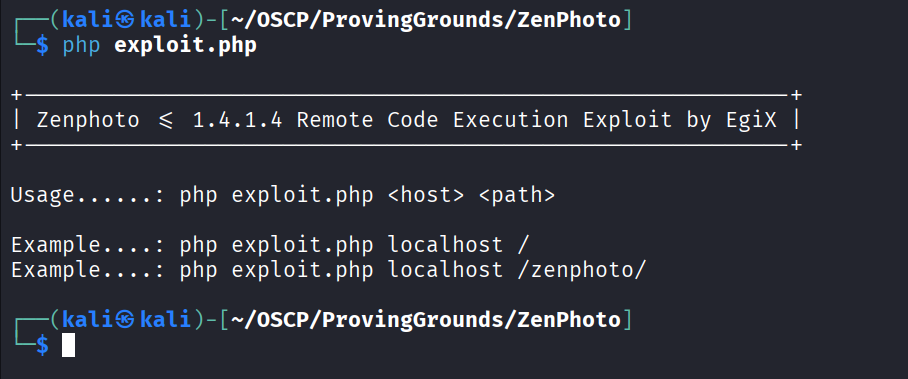 ┌──(kali㉿kali)-[~/OSCP/ProvingGrounds/ZenPhoto]
└─$ php exploit.php
+-----------------------------------------------------------+
| Zenphoto <= 1.4.1.4 Remote Code Execution Exploit by EgiX |
+-----------------------------------------------------------+
Usage......: php exploit.php <host> <path>
Example....: php exploit.php localhost /
Example....: php exploit.php localhost /zenphoto/
┌──(kali㉿kali)-[~/OSCP/ProvingGrounds/ZenPhoto]
└─$